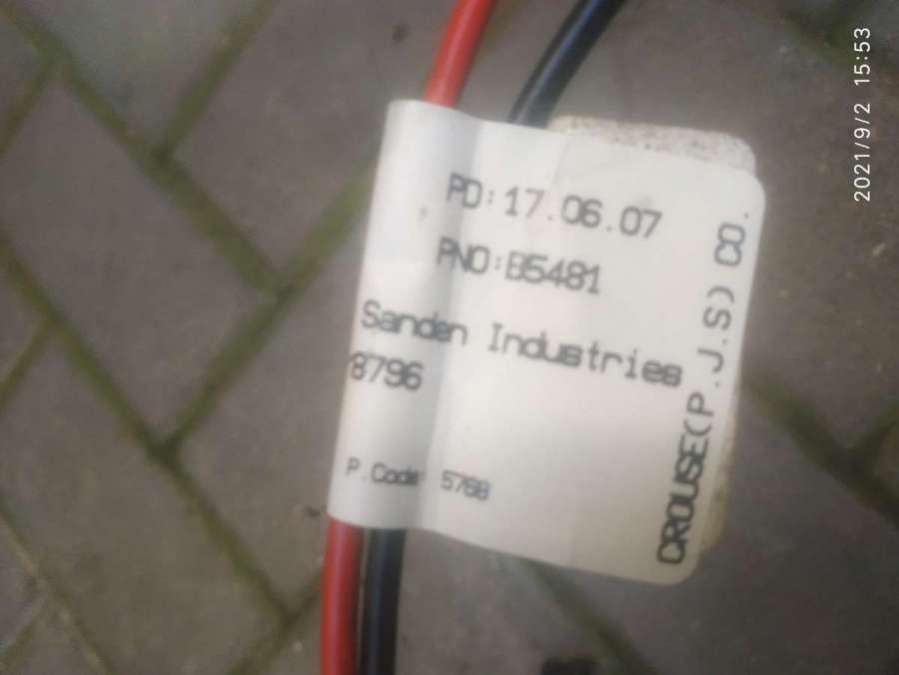 PD:17.06.07
PNO:B5481
Sanden Industries
8796
P.Code: 5768
CROUSE(P.J.S) CO.
2021/9/2 15:53